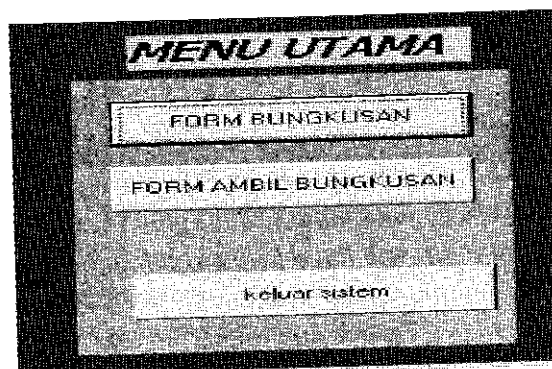 MENU UTAMA
FORM BUNGKUSAN
FORM AMBIL BUNGKUSAN
keluar sistem